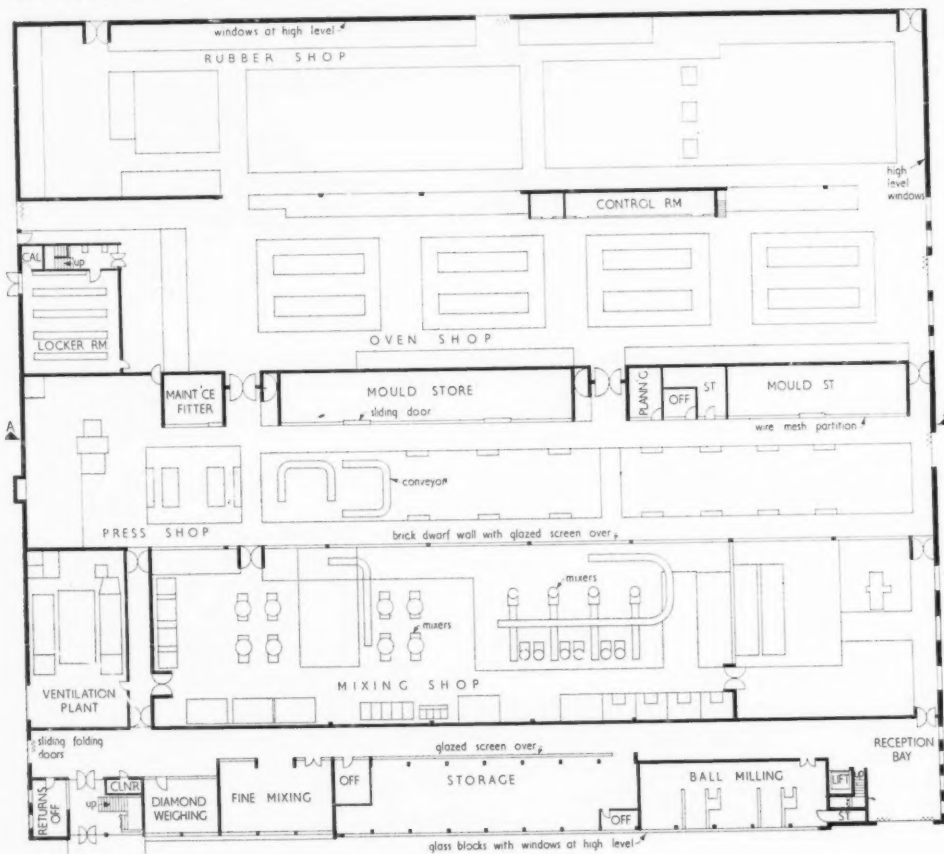 windows at high level
RUBBER SHOP
high
level
windows
CONTROL RM
CAL
up
LOCKER RM
OVEN SHOP
MAINT'CE
FITTER
MOULD STORE
sliding door
PLANN'G
OFF
ST
MOULD ST
wire mesh partition
A
conveyor
PRESS SHOP
brick dwarf wall with glazed screen over
mixers
mixers
MIXING SHOP
VENTILATION
PLANT
sliding folding
doors
glazed screen over
RECEPTION
BAY
RETURNS
OFF
up
CLNR
DIAMOND
WEIGHING
FINE MIXING
OFF
STORAGE
OFF
BALL MILLING
LIFT
up
ST
glass blocks with windows at high level